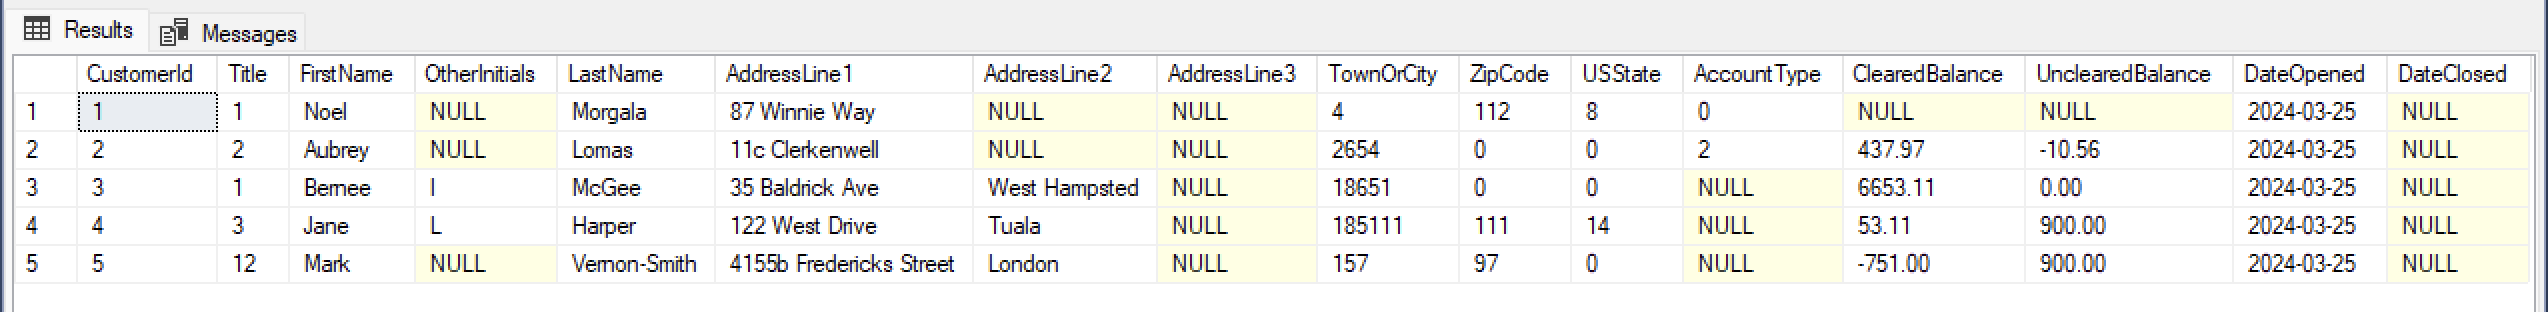 Results Messages
CustomerId Title FirstName OtherInitials LastName AddressLine1 AddressLine2 AddressLine3 TownOrCity ZipCode USState AccountType ClearedBalance UnclearedBalance DateOpened DateClosed
1 1 1 Noel NULL Morgala 87 Winnie Way NULL NULL 4 112 8 0 NULL NULL 2024-03-25 NULL
2 2 2 Aubrey NULL Lomas 11c Clerkenwell NULL NULL 2654 0 0 2 437.97 -10.56 2024-03-25 NULL
3 3 1 Bernee I McGee 35 Baldrick Ave West Hampsted NULL 18651 0 0 NULL 6653.11 0.00 2024-03-25 NULL
4 4 3 Jane L Harper 122 West Drive Tuala NULL 185111 111 14 NULL 53.11 900.00 2024-03-25 NULL
5 5 12 Mark NULL Vernon-Smith 4155b Fredericks Street London NULL 157 97 0 NULL -751.00 900.00 2024-03-25 NULL